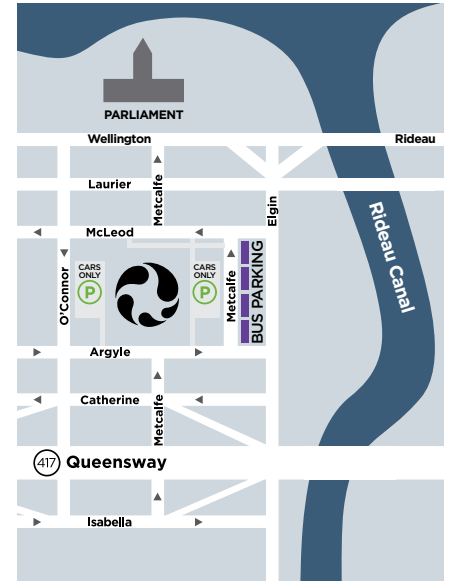 PARLIAMENT
Wellington
Rideau
Laurier
Metcalfe
Elgin
McLeod
Rideau Canal
O'Connor
CARS
ONLY
P
CARS
ONLY
P
Metcalfe
BUS PARKING
Argyle
Catherine
Metcalfe
417 Queensway
Isabella